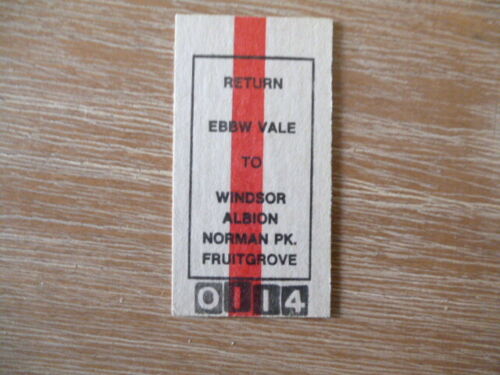 RETURN
EBBW VALE
TO
WINDSOR
ALBION
NORMAN PK.
FRUITGROVE
0114